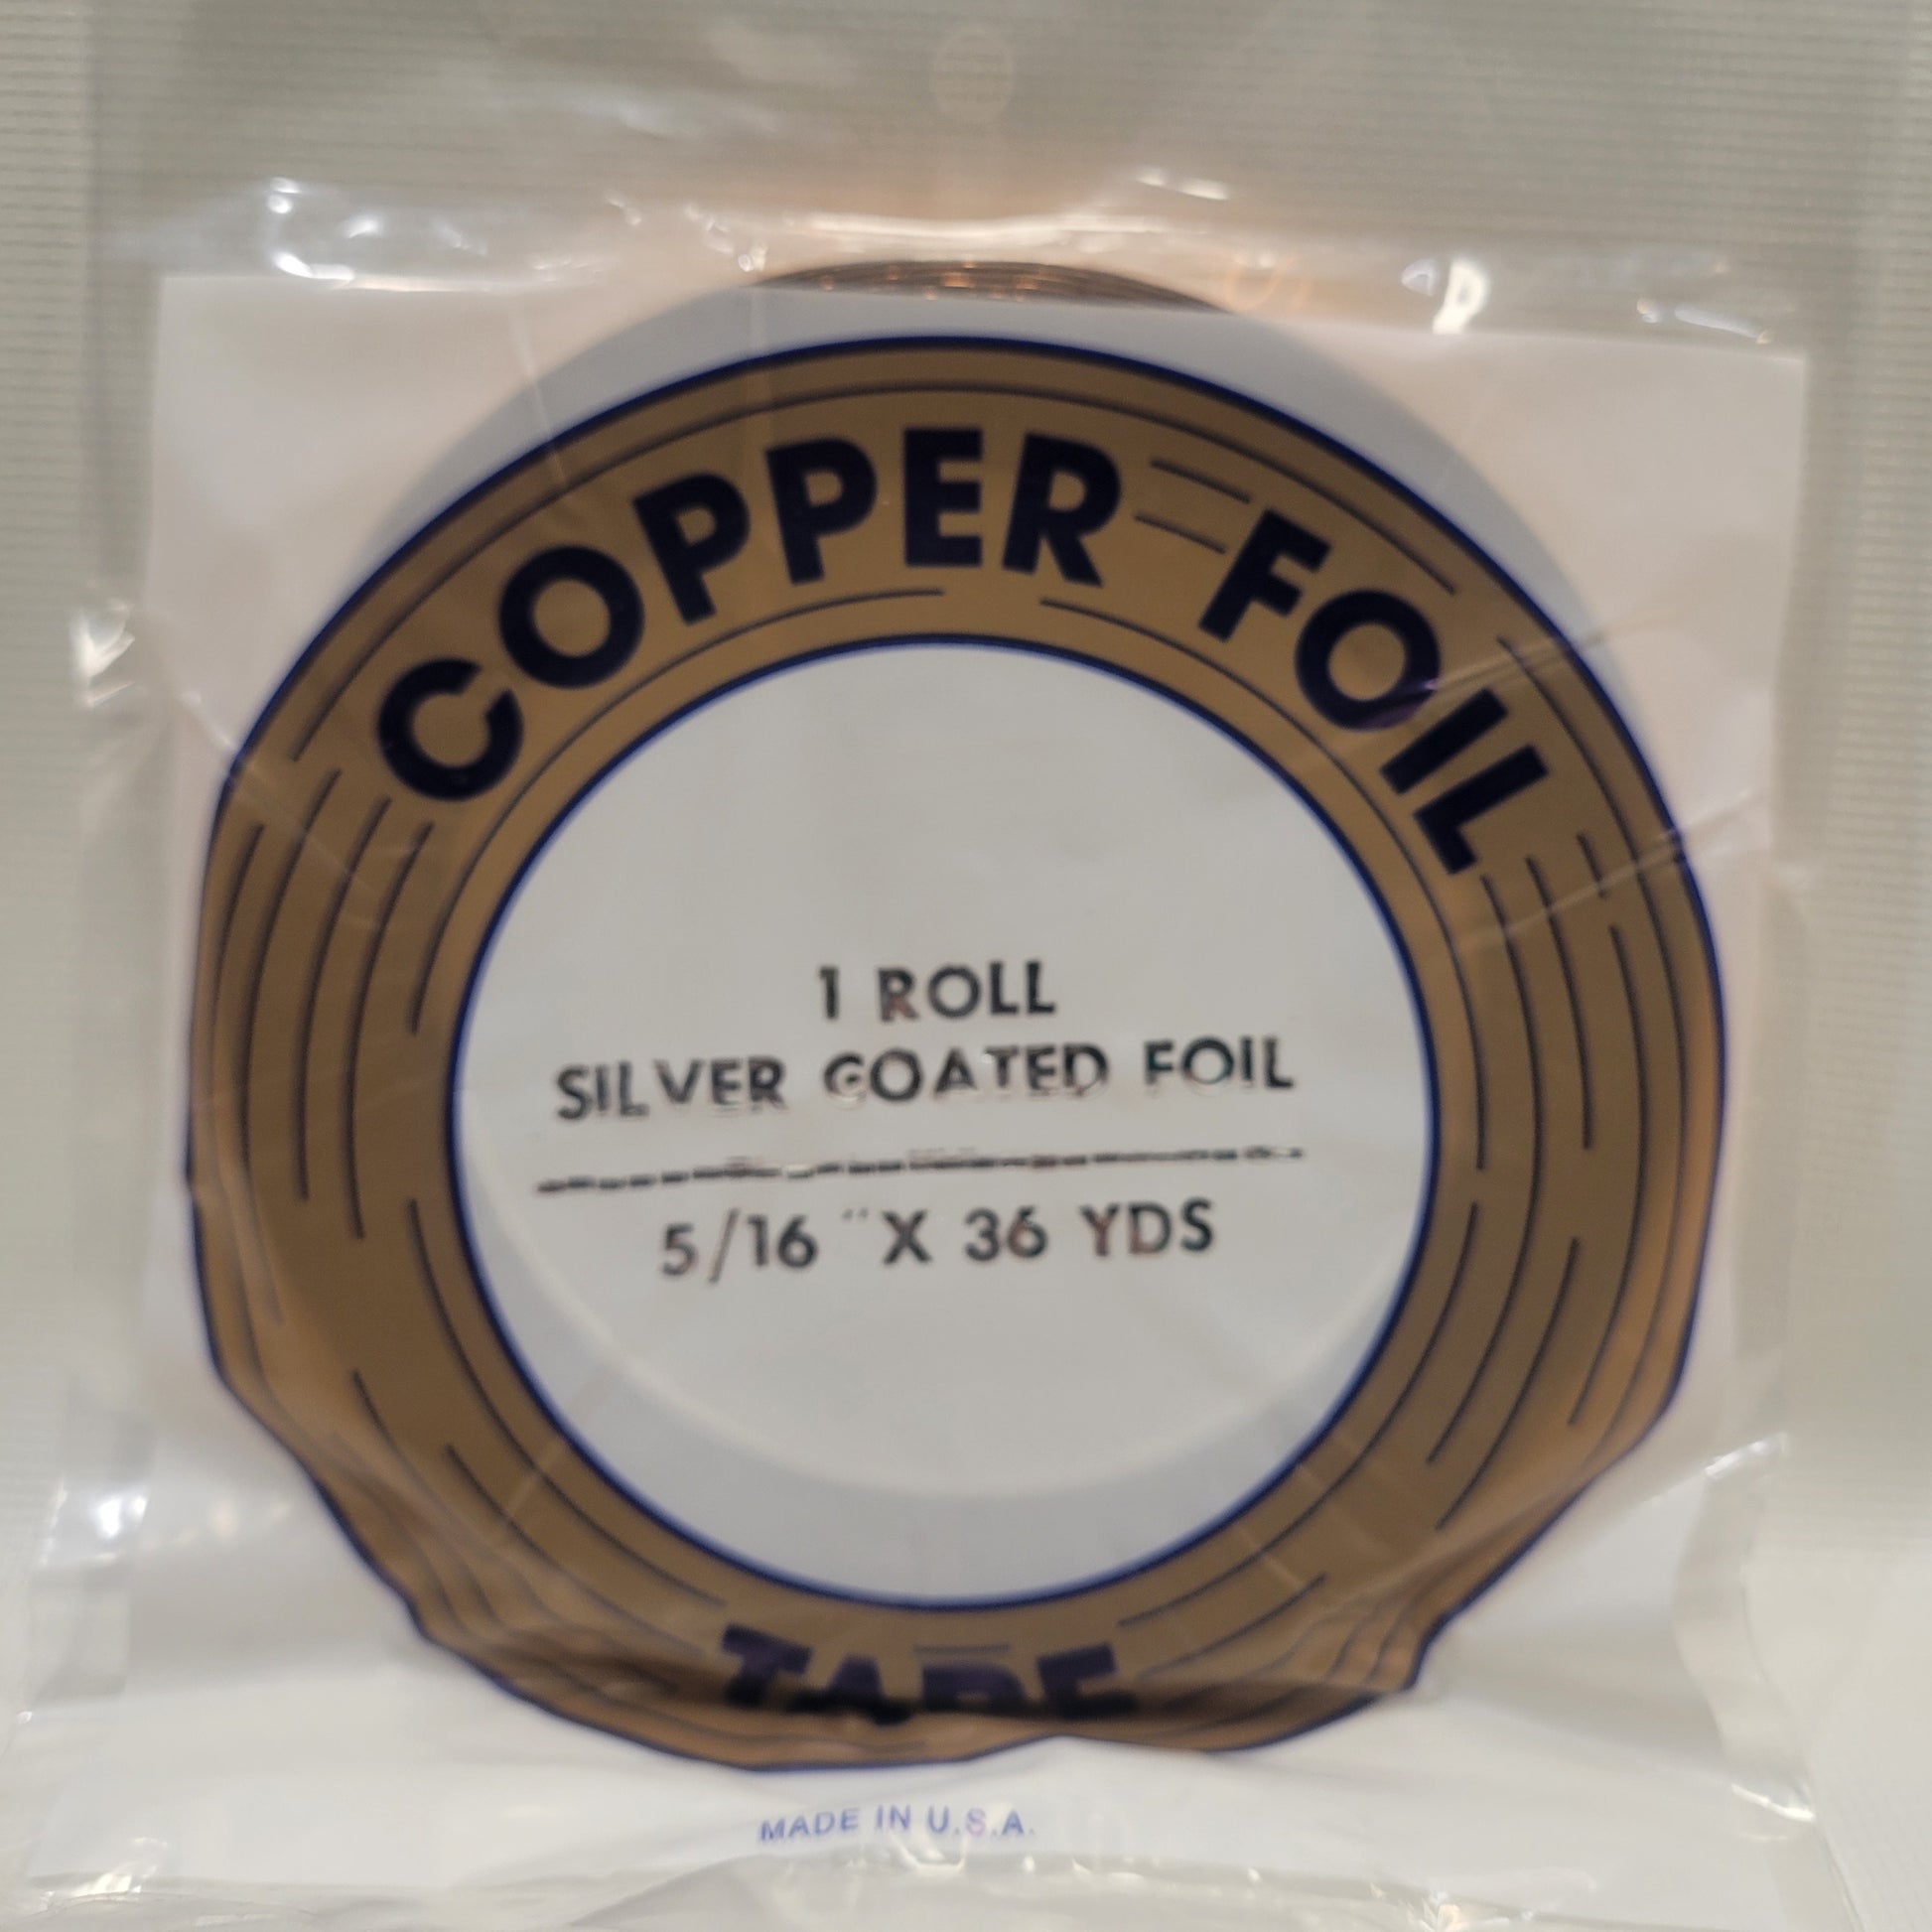 COPPER FOIL
1 ROLL
SILVER COATED FOIL
5/16 "X 36 YDS
TAPE
MADE IN U.S.A.